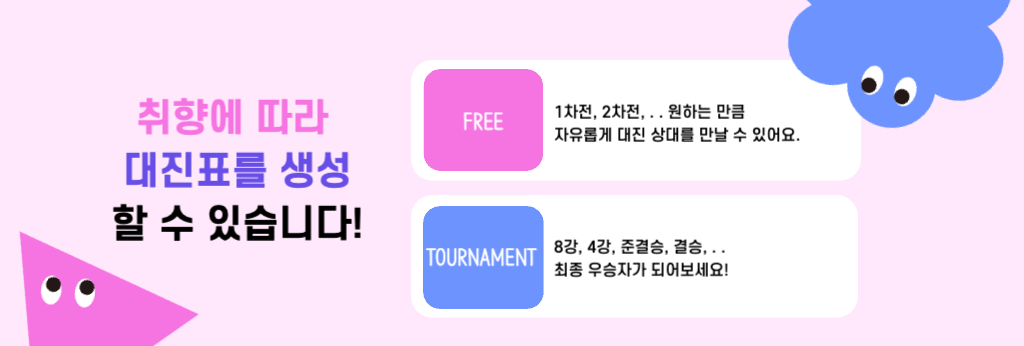 취향에 따라
대진표를 생성
할 수 있습니다!
FREE
1차전, 2차전, . . 원하는 만큼
자유롭게 대진 상대를 만날 수 있어요.
TOURNAMENT
8강, 4강, 준결승, 결승, . .
최종 우승자가 되어보세요!